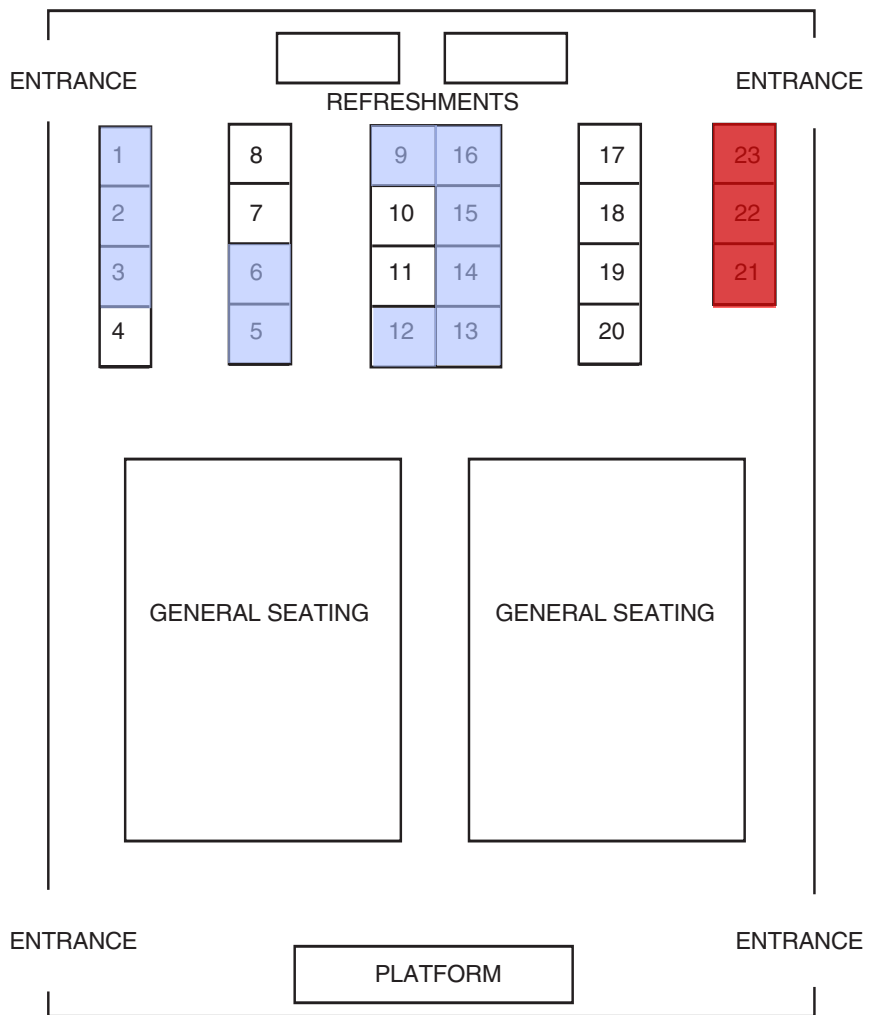 ENTRANCE ENTRANCE
REFRESHMENTS
1 8 9 16 17 23
2 7 10 15 18 22
3 6 11 14 19 21
4 5 12 13 20
GENERAL SEATING GENERAL SEATING
ENTRANCE ENTRANCE
PLATFORM